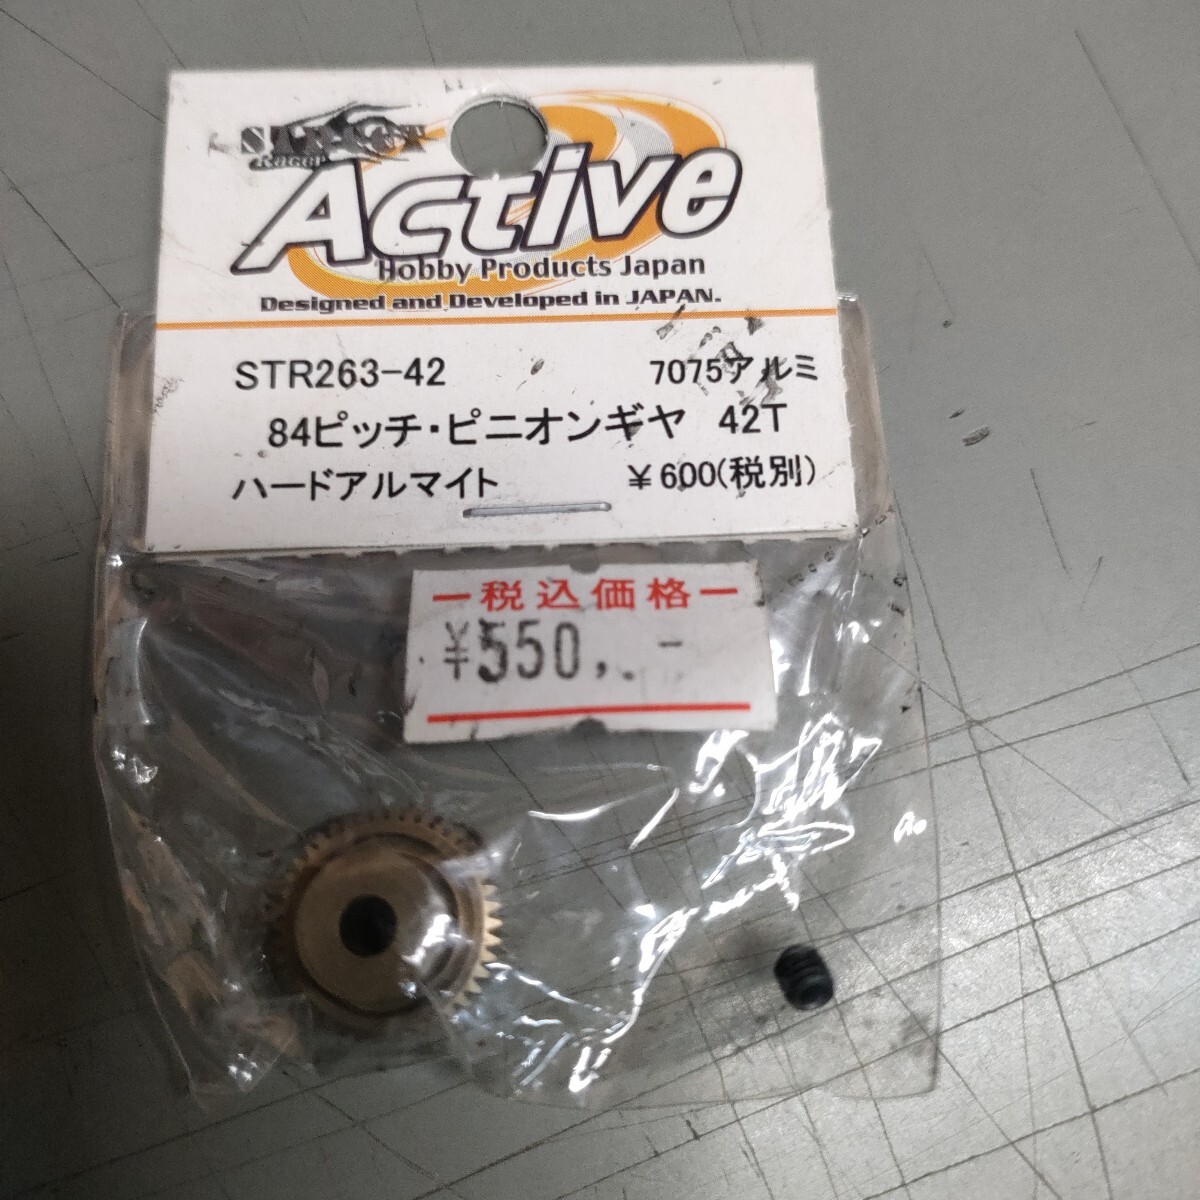 Active
Hobby Products Japan
Designed and Developed in JAPAN.
STR263-42 7075アルミ
84ピッチ・ピニオンギヤ 42T
ハードアルマイト ¥600(税別)
ー税込価格ー
¥550,.-